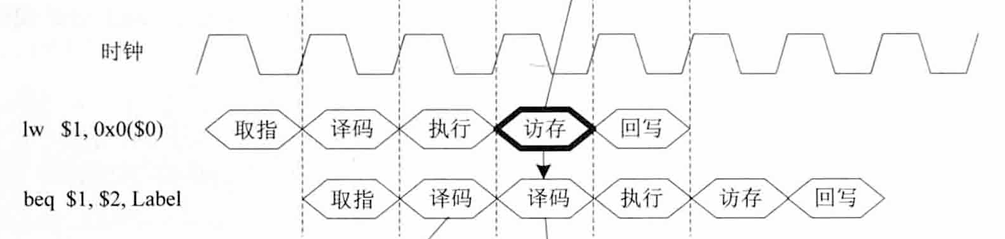 时钟
lw $1, 0x0($0) 取指 译码 执行 访存 回写
beq $1, $2, Label 取指 译码 译码 执行 访存 回写